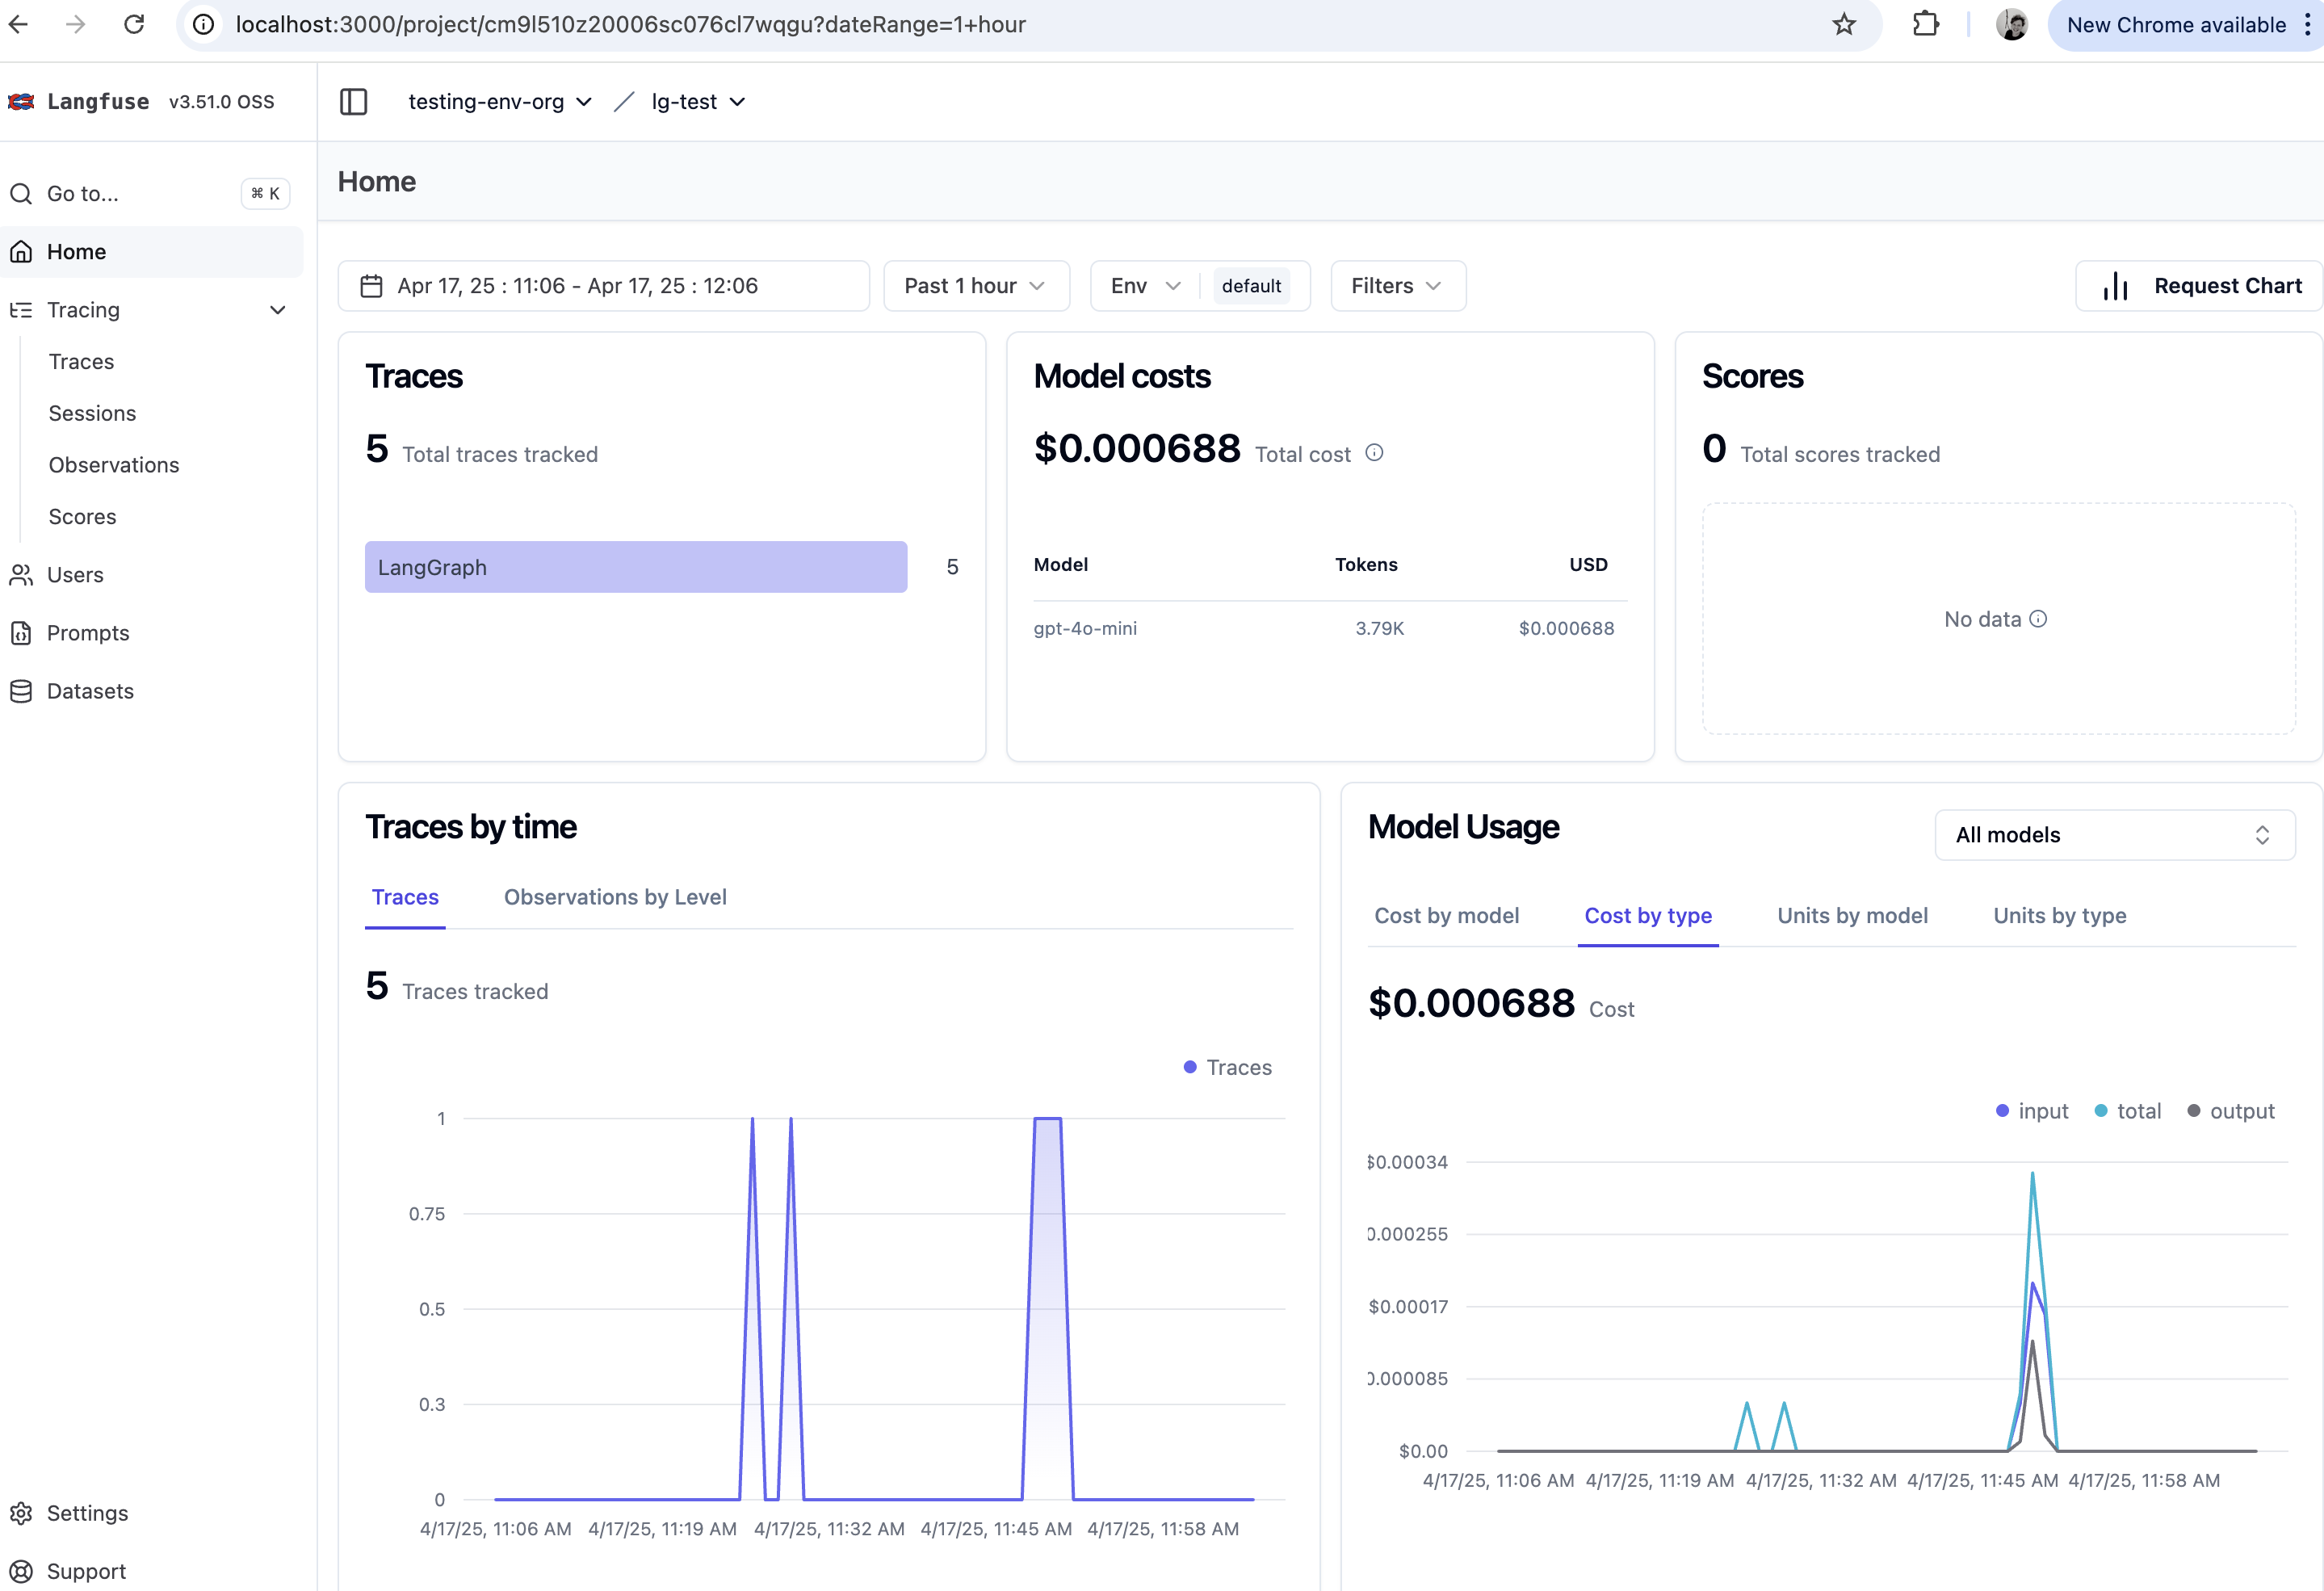 localhost:3000/project/cm9l510z20006sc076cl7wqgu?dateRange=1+hour
New Chrome available
Langfuse v3.51.0 OSS
testing-env-org / lg-test
Go to...
⌘ K
Home
Tracing
Traces
Sessions
Observations
Scores
Users
Prompts
Datasets
Settings
Support
Home
Apr 17, 25 : 11:06 - Apr 17, 25 : 12:06
Past 1 hour
Env
default
Filters
Request Chart
Traces
5 Total traces tracked
LangGraph 5
Model costs
$0.000688 Total cost
Model Tokens USD
gpt-4o-mini 3.79K $0.000688
Scores
0 Total scores tracked
No data
Traces by time
Traces Observations by Level
5 Traces tracked
Traces
1
0.75
0.5
0.3
0
4/17/25, 11:06 AM 4/17/25, 11:19 AM 4/17/25, 11:32 AM 4/17/25, 11:45 AM 4/17/25, 11:58 AM
Model Usage
All models
Cost by model Cost by type Units by model Units by type
$0.000688 Cost
input total output
$0.00034
0.000255
$0.00017
0.000085
$0.00
4/17/25, 11:06 AM 4/17/25, 11:19 AM 4/17/25, 11:32 AM 4/17/25, 11:45 AM 4/17/25, 11:58 AM